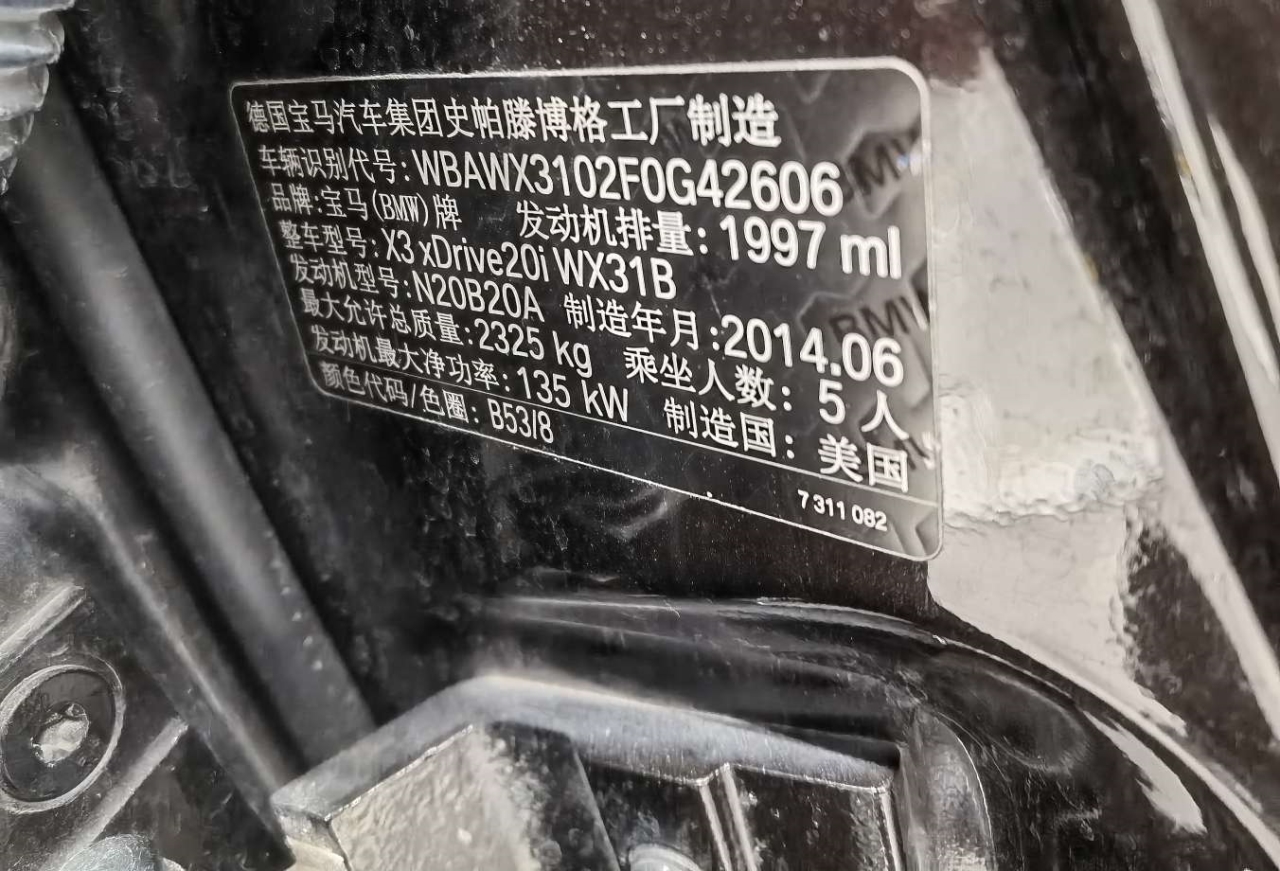 德国宝马汽车集团史帕滕博格工厂制造
车辆识别代号: WBAWX3102F0G42606
品牌: 宝马(BMW)牌 发动机排量: 1997 ml
整车型号: X3 xDrive20i WX31B
发动机型号: N20B20A 制造年月: 2014.06
最大允许总质量: 2325 kg 乘坐人数: 5 人
发动机最大净功率: 135 kW 制造国: 美国
颜色代码/色圈: B53/8
7 311 082